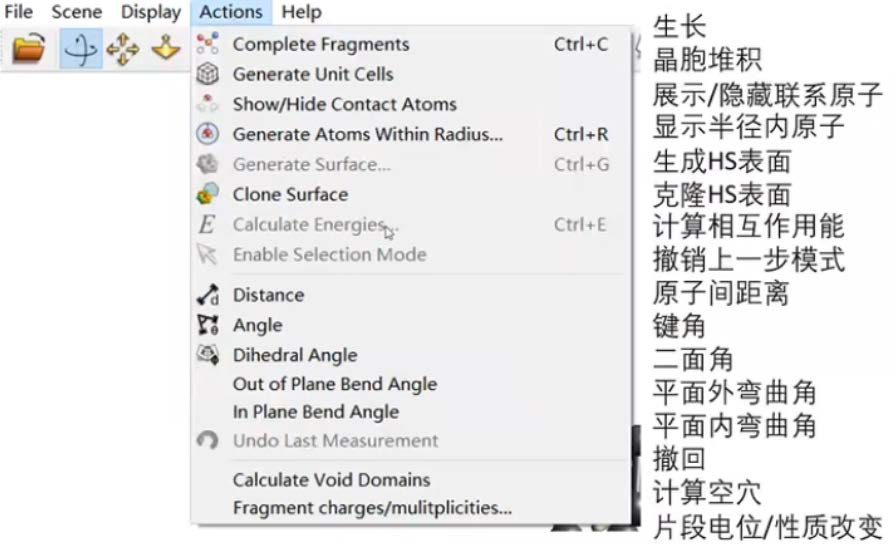 File Scene Display Actions Help
Complete Fragments Ctrl+C
生长
Generate Unit Cells
晶胞堆积
Show/Hide Contact Atoms
展示/隐藏联系原子
Generate Atoms Within Radius... Ctrl+R
显示半径内原子
Generate Surface... Ctrl+G
生成HS表面
Clone Surface
克隆HS表面
Calculate Energies... Ctrl+E
计算相互作用能
Enable Selection Mode
撤销上一步模式
Distance
原子间距离
Angle
键角
Dihedral Angle
二面角
Out of Plane Bend Angle
平面外弯曲角
In Plane Bend Angle
平面内弯曲角
Undo Last Measurement
撤回
Calculate Void Domains
计算空穴
Fragment charges/mulitplicities...
片段电位/性质改变